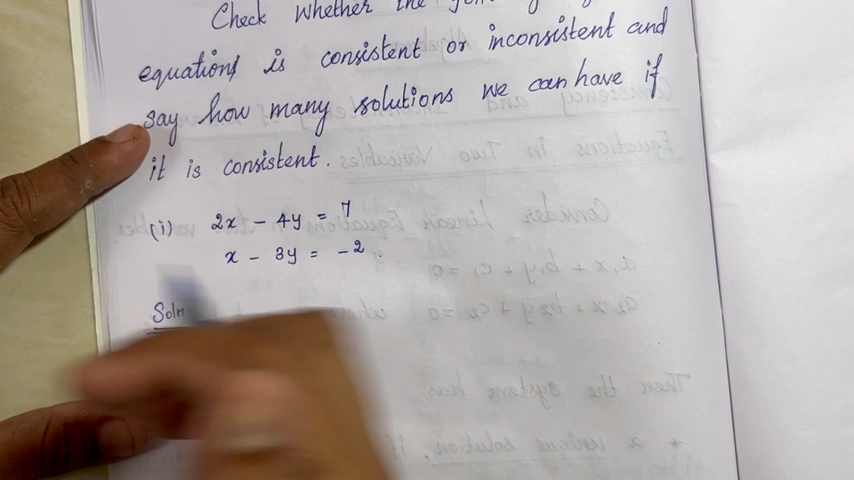 Check whether the
equations is consistent or inconsistent and
say how many solutions we can have if
it is consistent.
(i) 2x - 4y = 7
x - 3y = -2.
Soln